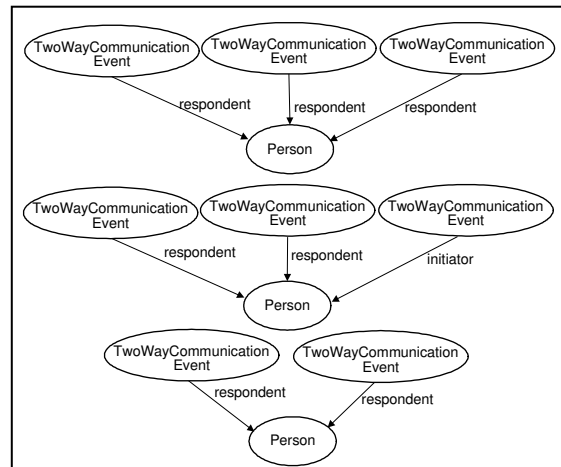 TwoWayCommunication
Event
TwoWayCommunication
Event
TwoWayCommunication
Event
respondent
respondent
respondent
Person
TwoWayCommunication
Event
TwoWayCommunication
Event
TwoWayCommunication
Event
respondent
respondent
initiator
Person
TwoWayCommunication
Event
TwoWayCommunication
Event
respondent
respondent
Person